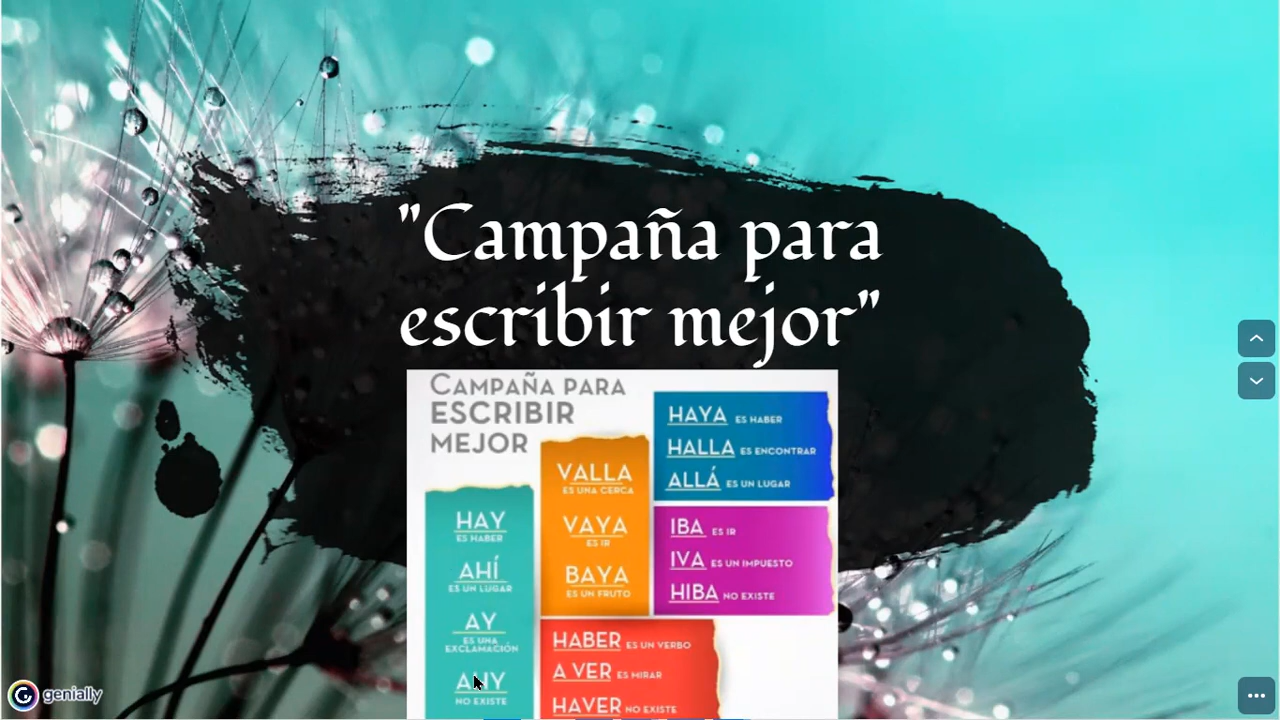 "Campaña para
escribir mejor"
CAMPAÑA PARA
ESCRIBIR
MEJOR
HAY
ES HABER
AHÍ
ES UN LUGAR
AY
ES UNA
EXCLAMACIÓN
NO EXISTE
VALLA
ES UNA CERCA
VAYA
ES IR
BAYA
ES UN FRUTO
HAYA ES HABER
HALLA ES ENCONTRAR
ALLÁ ES UN LUGAR
IBA ES IR
IVA ES UN IMPUESTO
HIBA NO EXISTE
HABER ES UN VERBO
A VER ES MIRAR
HAVER NO EXISTE
genially